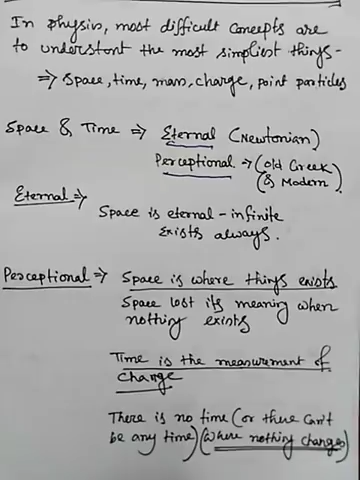 In physics, most difficult concepts are
to understant the most simpliest things -
⇒ Space, time, mass, charge, point particles
Space & Time ⇒ Eternal (Newtonian)
Perceptional → (Old Greek
& Modern)
Eternal ⇒
Space is eternal - infinite
exists always.
Perceptional ⇒ Space is where things exists
Space lost its meaning when
nothing exists
Time is the measurement of
change
There is no time (or there can't
be any time) (where nothing changes)